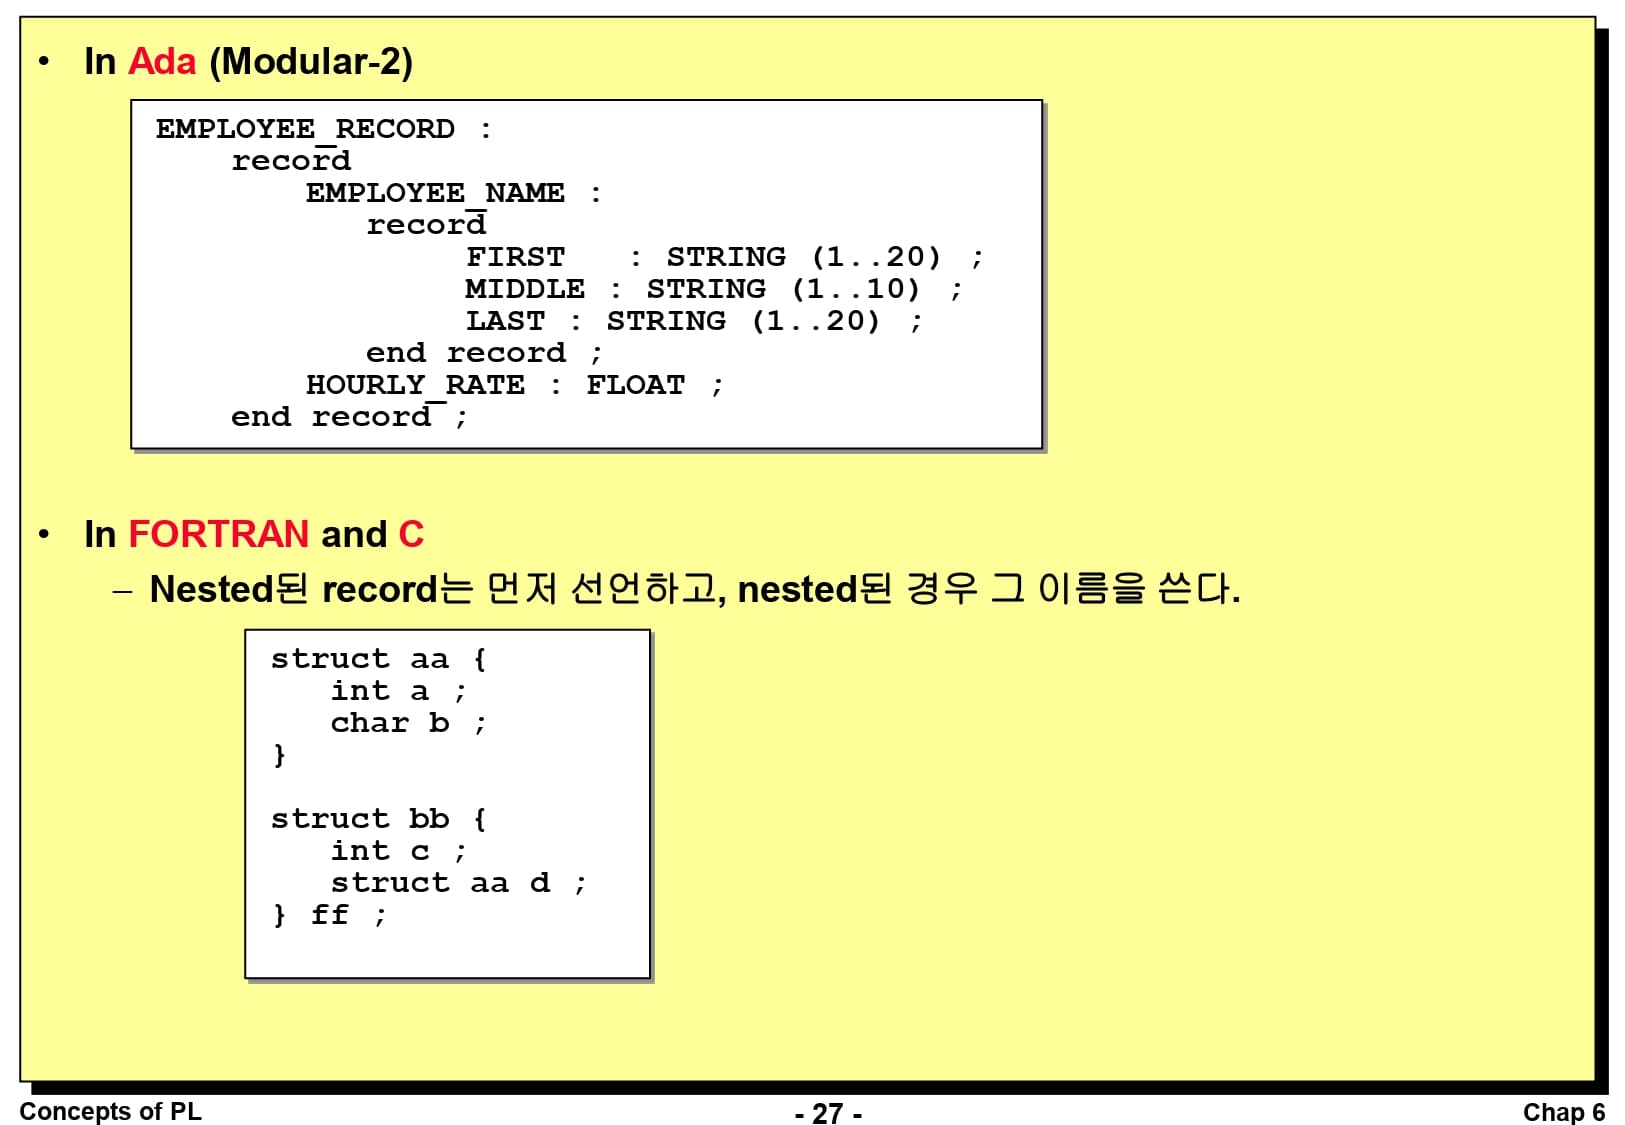 • In Ada (Modular-2)
EMPLOYEE_RECORD :
record
EMPLOYEE_NAME :
record
FIRST : STRING (1..20) ;
MIDDLE : STRING (1..10) ;
LAST : STRING (1..20) ;
end record ;
HOURLY_RATE : FLOAT ;
end record ;
• In FORTRAN and C
– Nested된 record는 먼저 선언하고, nested된 경우 그 이름을 쓴다.
struct aa {
int a ;
char b ;
}
struct bb {
int c ;
struct aa d ;
} ff ;
Concepts of PL
- 27 -
Chap 6